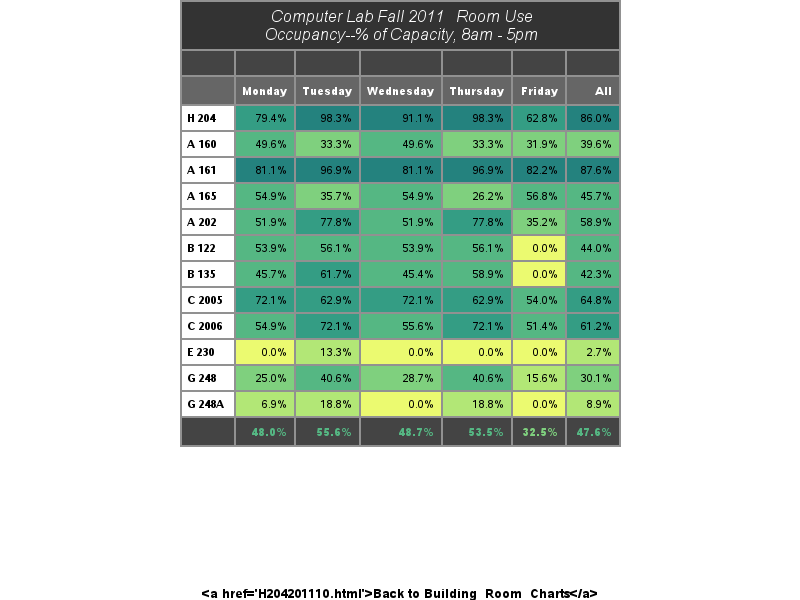 Computer Lab Fall 2011 Room Use
Occupancy--% of Capacity, 8am - 5pm
Monday Tuesday Wednesday Thursday Friday All
H 204 79.4% 98.3% 91.1% 98.3% 62.8% 86.0%
A 160 49.6% 33.3% 49.6% 33.3% 31.9% 39.6%
A 161 81.1% 96.9% 81.1% 96.9% 82.2% 87.6%
A 165 54.9% 35.7% 54.9% 26.2% 56.8% 45.7%
A 202 51.9% 77.8% 51.9% 77.8% 35.2% 58.9%
B 122 53.9% 56.1% 53.9% 56.1% 0.0% 44.0%
B 135 45.7% 61.7% 45.4% 58.9% 0.0% 42.3%
C 2005 72.1% 62.9% 72.1% 62.9% 54.0% 64.8%
C 2006 54.9% 72.1% 55.6% 72.1% 51.4% 61.2%
E 230 0.0% 13.3% 0.0% 0.0% 0.0% 2.7%
G 248 25.0% 40.6% 28.7% 40.6% 15.6% 30.1%
G 248A 6.9% 18.8% 0.0% 18.8% 0.0% 8.9%
48.0% 55.6% 48.7% 53.5% 32.5% 47.6%
<a href='H204201110.html'>Back to Building_Room_Charts</a>